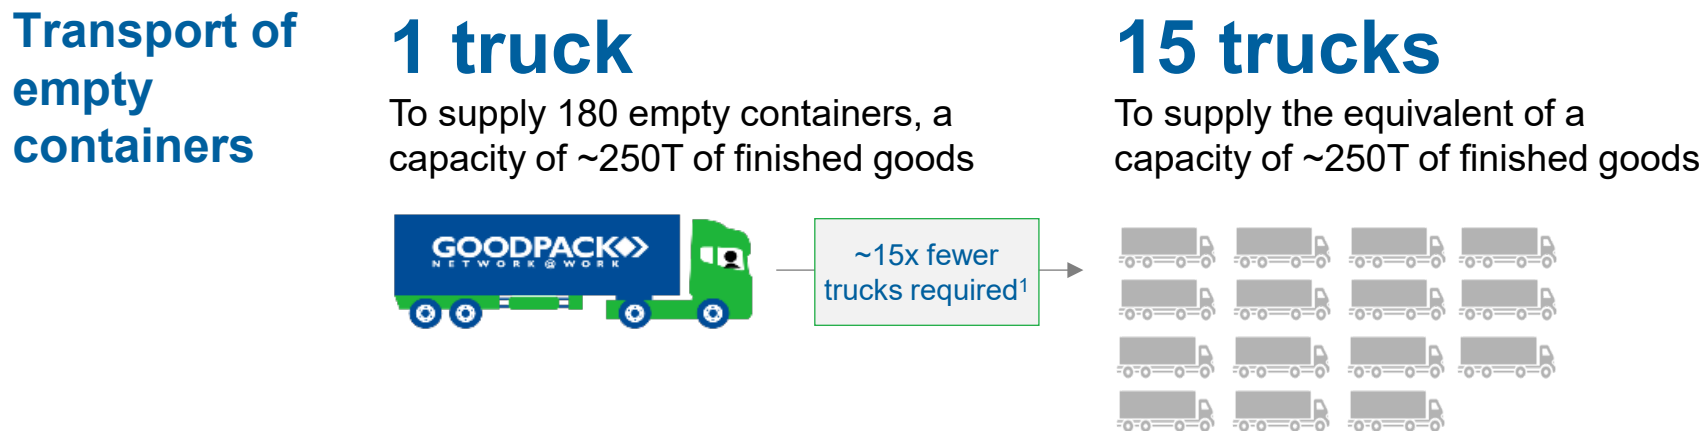 Transport of
empty
containers
1 truck
To supply 180 empty containers, a
capacity of ~250T of finished goods
GOODPACK
NETWORK @ WORK
~15x fewer
trucks required¹
15 trucks
To supply the equivalent of a
capacity of ~250T of finished goods